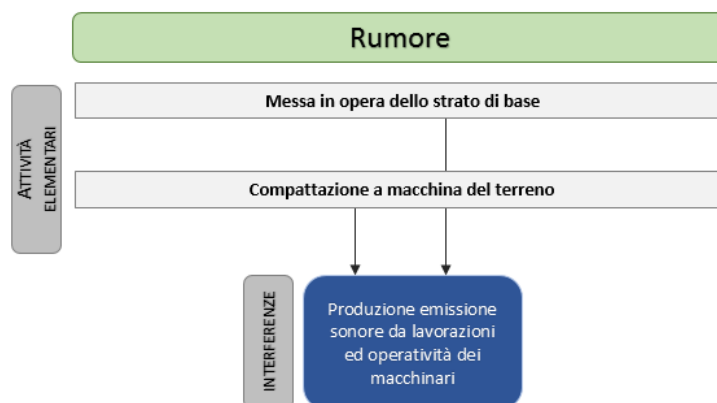 Rumore
Messa in opera dello strato di base
ATTIVITÀ
ELEMENTARI
Compattazione a macchina del terreno
INTERFERENZE
Produzione emissione
sonore da lavorazioni
ed operatività dei
macchinari